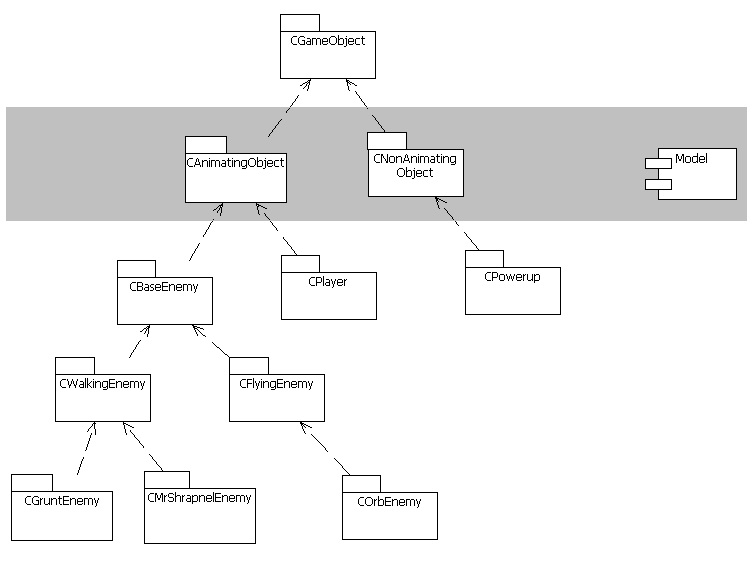 CGameObject
CAnimatingObject
CNonAnimating
Object
Model
CBaseEnemy
CPlayer
CPowerup
CWalkingEnemy
CFlyingEnemy
CGruntEnemy
CMrShrapnelEnemy
COrbEnemy